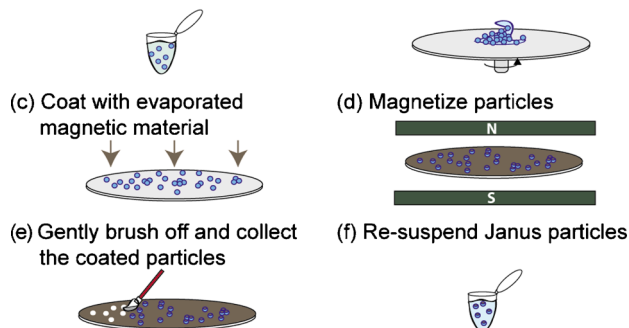 (c) Coat with evaporated
magnetic material
(d) Magnetize particles
N
S
(e) Gently brush off and collect
the coated particles
(f) Re-suspend Janus particles